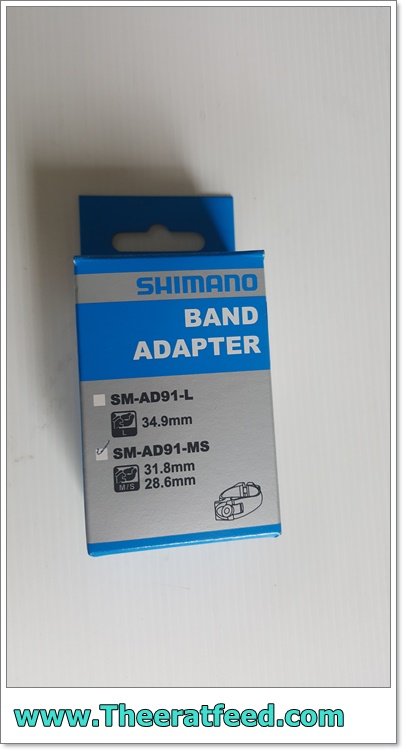 SHIMANO
BAND
ADAPTER
SM-AD91-L
L
34.9mm
SM-AD91-MS
M/S
31.8mm
28.6mm
www.Theeratfeed.com